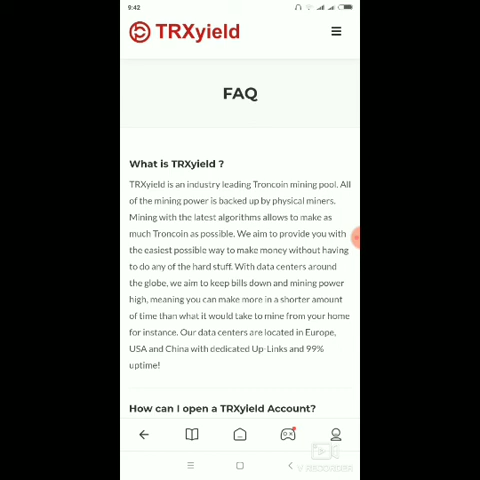 9:42
TRXyield
FAQ
What is TRXyield ?
TRXyield is an industry leading Troncoin mining pool. All
of the mining power is backed up by physical miners.
Mining with the latest algorithms allows to make as
much Troncoin as possible. We aim to provide you with
the easiest possible way to make money without having
to do any of the hard stuff. With data centers around
the globe, we aim to keep bills down and mining power
high, meaning you can make more in a shorter amount
of time than what it would take to mine from your home
for instance. Our data centers are located in Europe,
USA and China with dedicated Up-Links and 99%
uptime!
How can I open a TRXyield Account?
V RECORDER